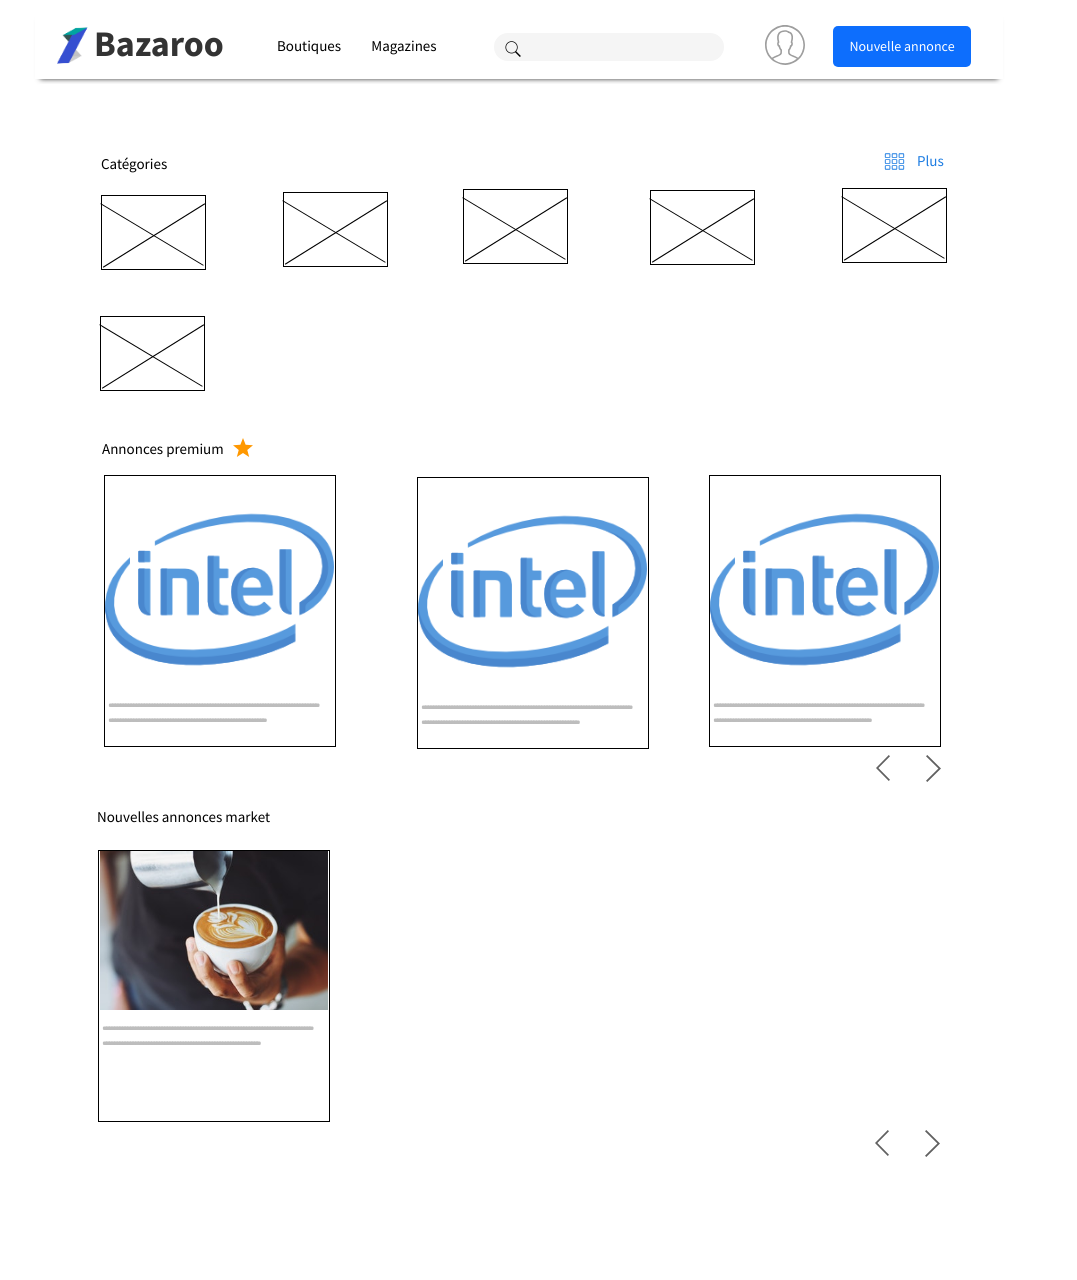 Bazaroo
Boutiques
Magazines
Nouvelle annonce
Catégories
Plus
Annonces premium
intel
intel
intel
Nouvelles annonces market